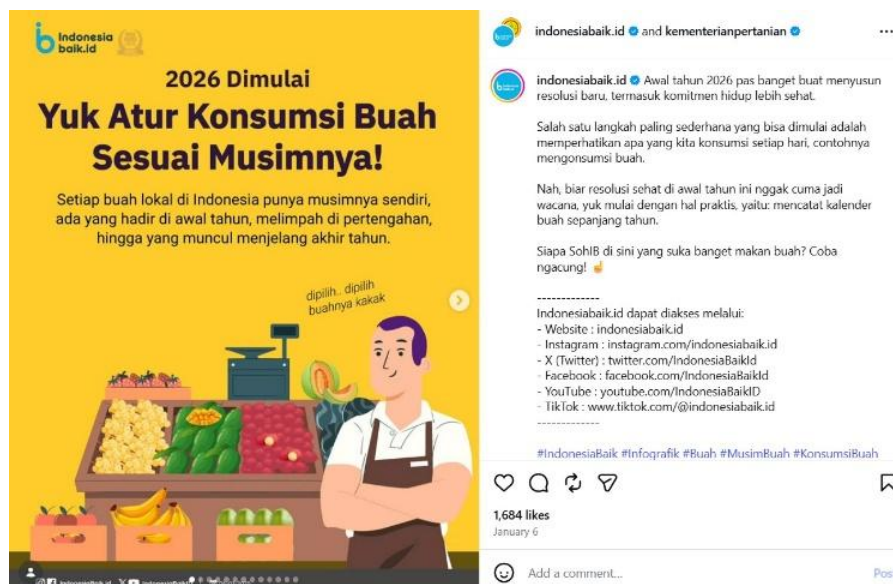 Indonesia
baik.id
2026 Dimulai
Yuk Atur Konsumsi Buah
Sesuai Musimnya!
Setiap buah lokal di Indonesia punya musimnya sendiri,
ada yang hadir di awal tahun, melimpah di pertengahan,
hingga yang muncul menjelang akhir tahun.
dipilih.. dipilih
buahnya kakak
indonesiabaik.id and kementerianpertanian
indonesiabaik.id Awal tahun 2026 pas banget buat menyusun
resolusi baru, termasuk komitmen hidup lebih sehat.
Salah satu langkah paling sederhana yang bisa dimulai adalah
memperhatikan apa yang kita konsumsi setiap hari, contohnya
mengonsumsi buah.
Nah, biar resolusi sehat di awal tahun ini nggak cuma jadi
wacana, yuk mulai dengan hal praktis, yaitu: mencatat kalender
buah sepanjang tahun.
Siapa SohIB di sini yang suka banget makan buah? Coba
ngacung! ☝
-------------
Indonesiabaik.id dapat diakses melalui:
- Website : indonesiabaik.id
- Instagram : instagram.com/indonesiabaik.id
- X (Twitter) : twitter.com/IndonesiaBaikId
- Facebook : facebook.com/IndonesiaBaikId
- YouTube : youtube.com/IndonesiaBaikID
- TikTok : www.tiktok.com/@indonesiabaik.id
-------------
#IndonesiaBaik #Infografik #Buah #MusimBuah #KonsumsiBuah
1,684 likes
January 6
Add a comment...